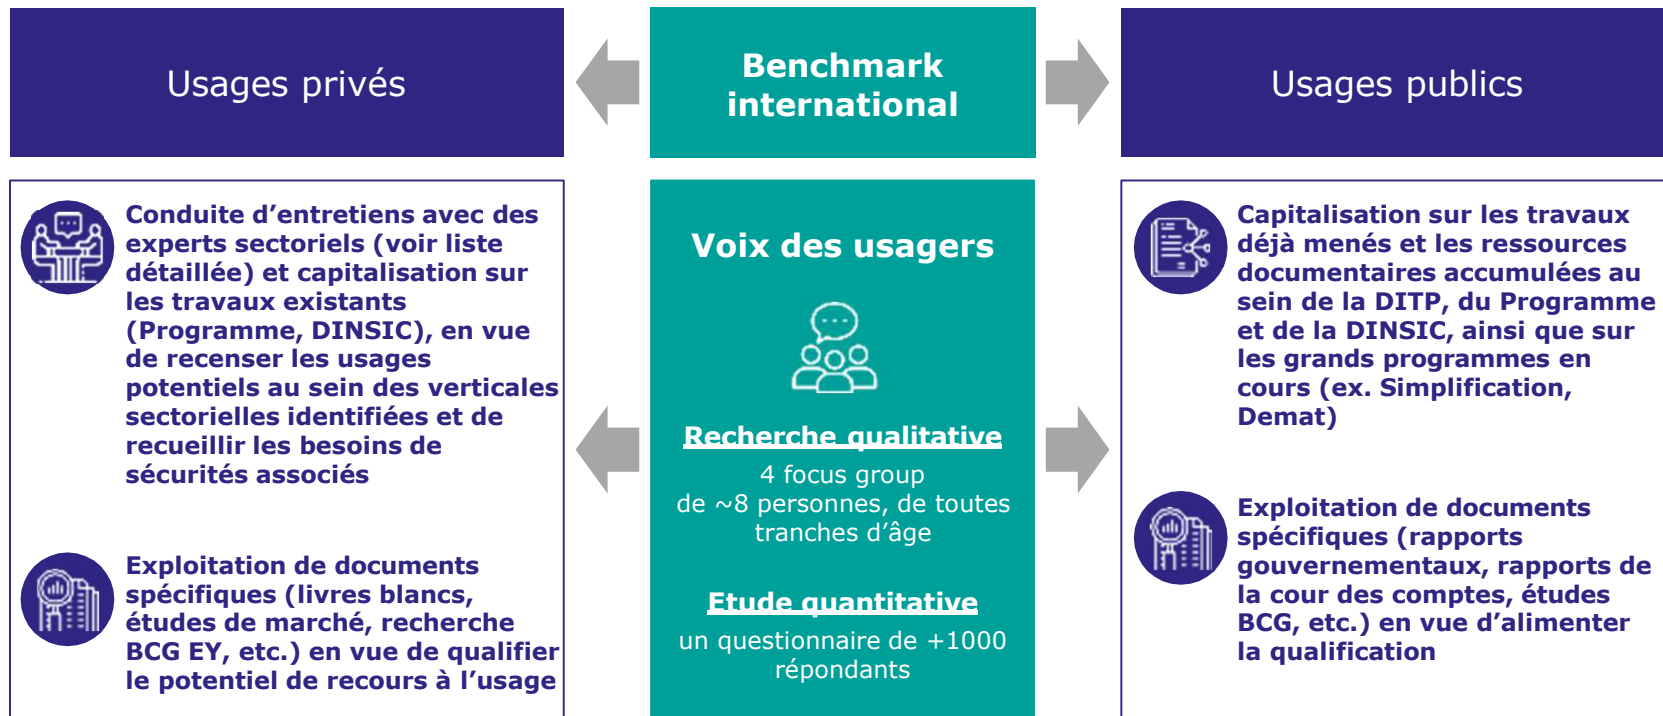 Usages privés
Benchmark
international
Usages publics
Conduite d’entretiens avec des
experts sectoriels (voir liste
détaillée) et capitalisation sur
les travaux existants
(Programme, DINSIC), en vue
de recenser les usages
potentiels au sein des verticales
sectorielles identifiées et de
recueillir les besoins de
sécurités associés
Exploitation de documents
spécifiques (livres blancs,
études de marché, recherche
BCG EY, etc.) en vue de qualifier
le potentiel de recours à l’usage
Voix des usagers
Recherche qualitative
4 focus group
de ~8 personnes, de toutes
tranches d’âge
Etude quantitative
un questionnaire de +1000
répondants
Capitalisation sur les travaux
déjà menés et les ressources
documentaires accumulées au
sein de la DITP, du Programme
et de la DINSIC, ainsi que sur
les grands programmes en
cours (ex. Simplification,
Demat)
Exploitation de documents
spécifiques (rapports
gouvernementaux, rapports de
la cour des comptes, études
BCG, etc.) en vue d’alimenter
la qualification